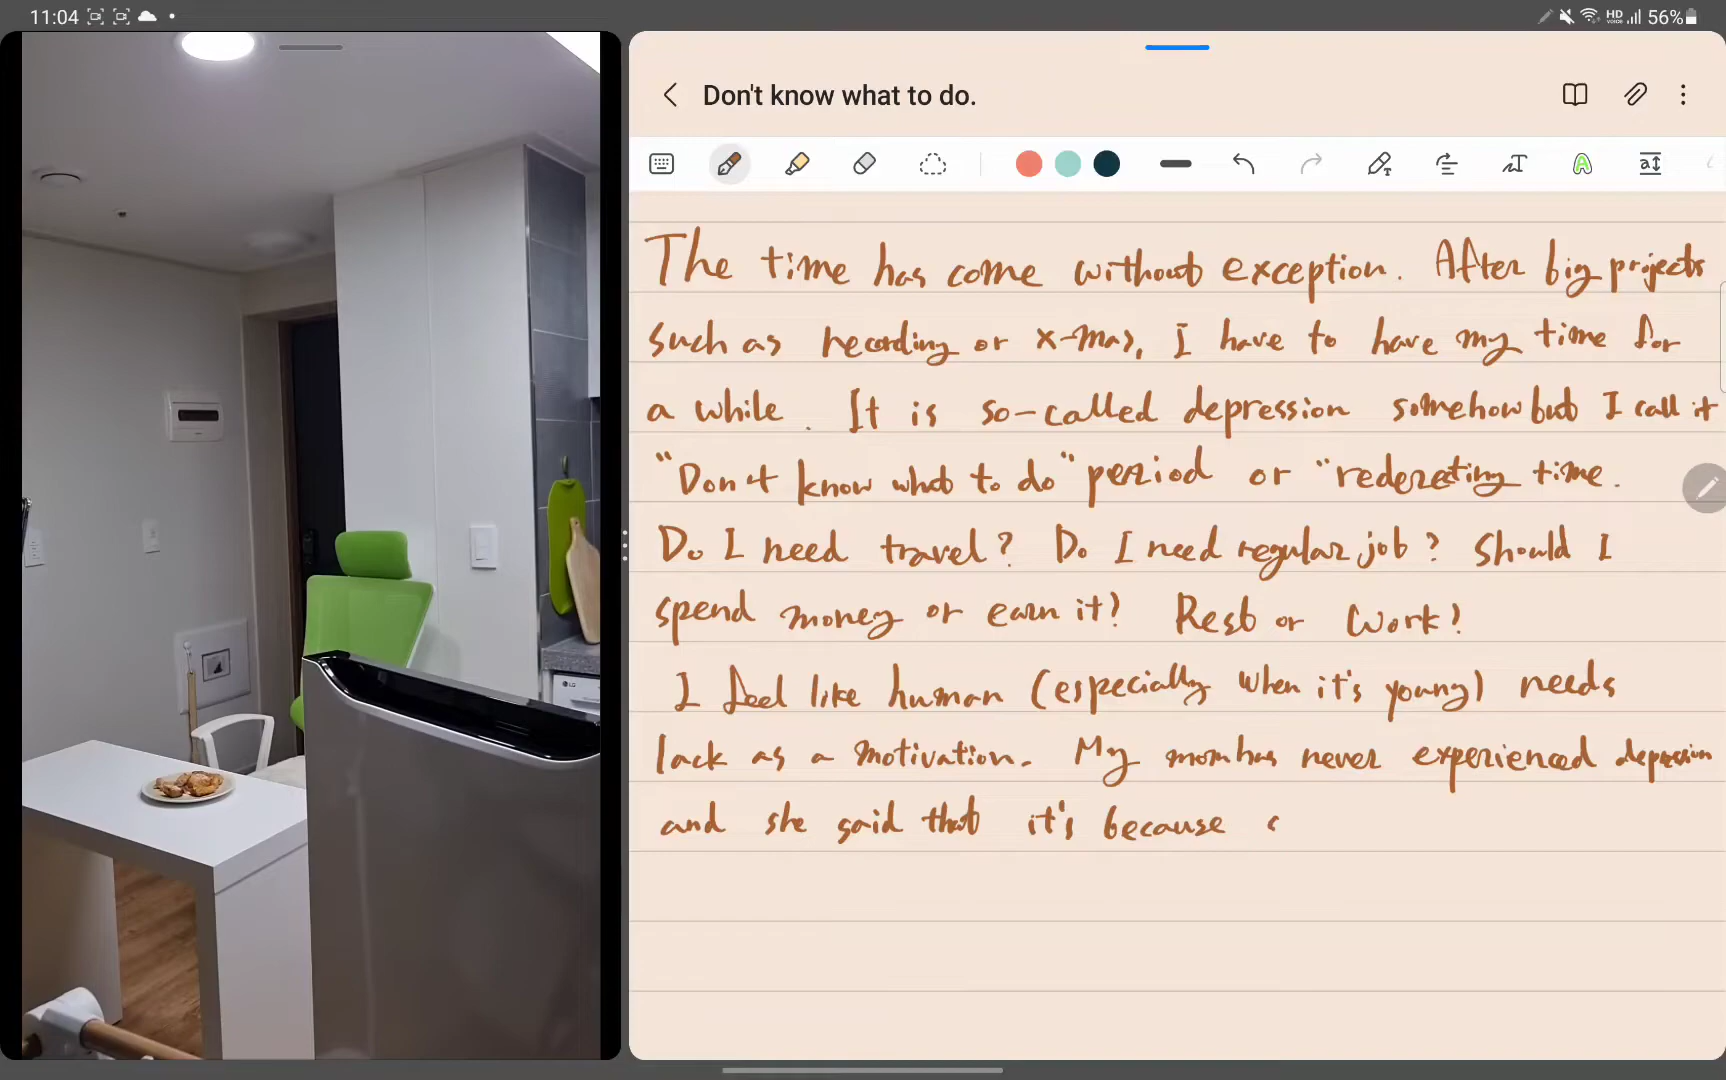 11:04
HD
VOICE
56%
Don't know what to do.
The time has come without exception. After big projects
such as recording or x-mas, I have to have my time for
a while. It is so-called depression somehow but I call it
"Don't know what to do" period or "rederecting time.
Do I need travel? Do I need regular job? Should I
spend money or earn it? Rest or Work?
I feel like human (especially when it's young) needs
lack as a motivation. My mom has never experienced depression
and she said that it's because
LG